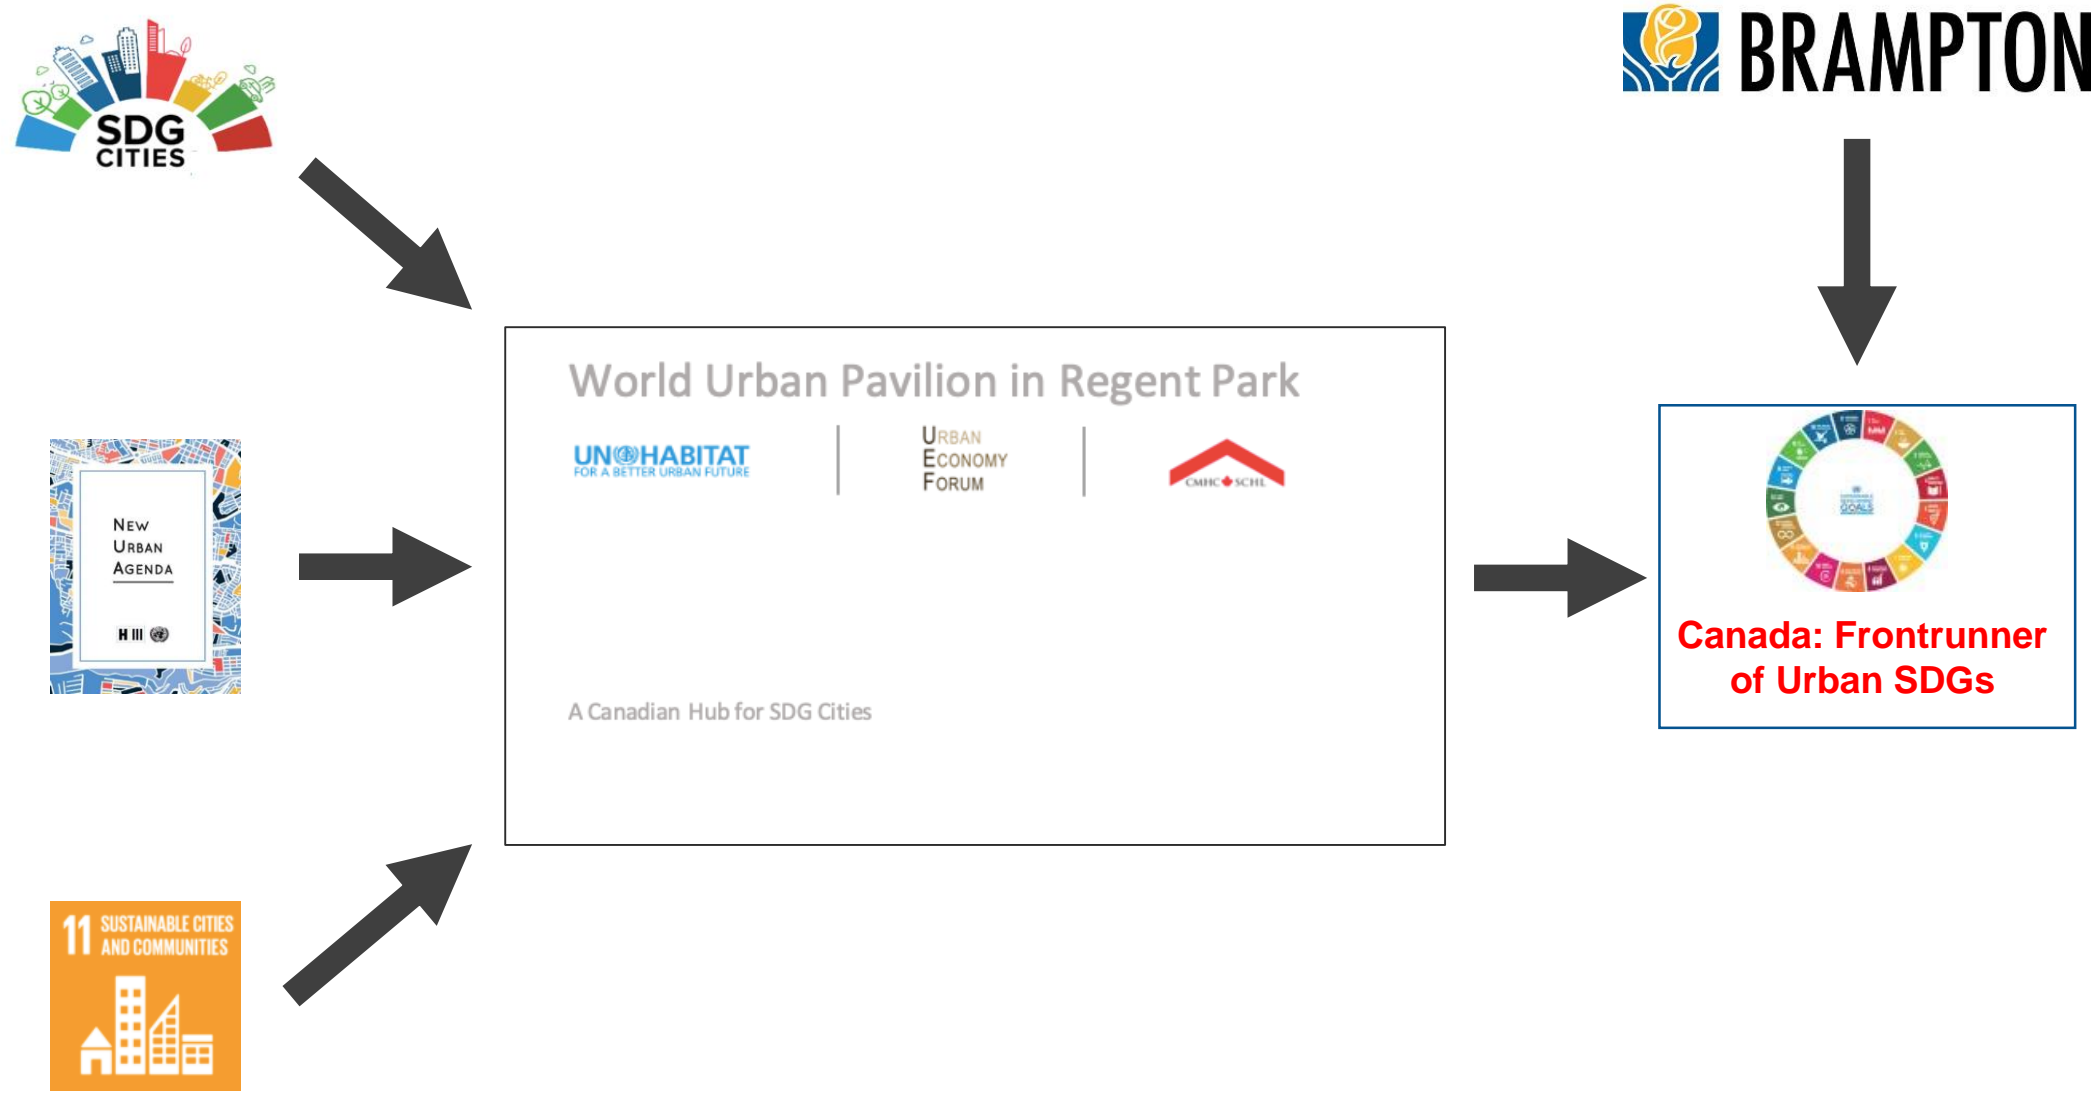 SDG
CITIES
BRAMPTON
World Urban Pavilion in Regent Park
UN HABITAT
FOR A BETTER URBAN FUTURE
URBAN
ECONOMY
FORUM
CMHC SCHL
A Canadian Hub for SDG Cities
NEW
URBAN
AGENDA
H III
GOALS
Canada: Frontrunner
of Urban SDGs
11 SUSTAINABLE CITIES
AND COMMUNITIES